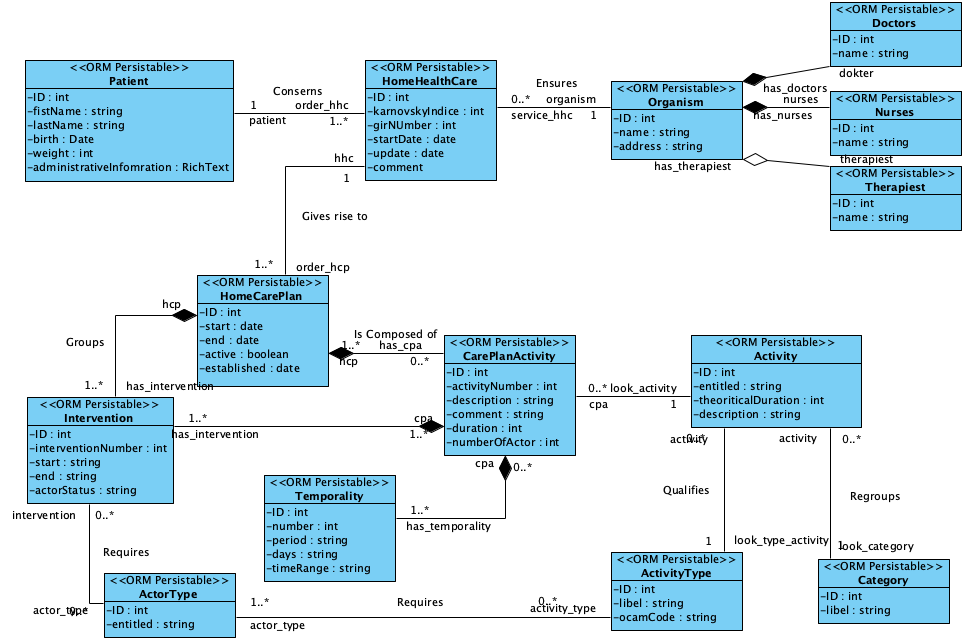 <<ORM Persistable>>
Doctors
-ID : int
-name : string
dokter
<<ORM Persistable>>
Patient
-ID : int
-fistName : string
-lastName : string
-birth : Date
-weight : int
-administrativeInfomration : RichText
Conserns
1
order_hhc
patient
1..*
<<ORM Persistable>>
HomeHealthCare
-ID : int
-karnovskyIndice : int
-girNUmber : int
-startDate : date
-update : date
-comment
Ensures
0..*
organism
service_hhc
1
<<ORM Persistable>>
Organism
-ID : int
-name : string
-address : string
has_doctors
nurses
has_nurses
has_therapiest
<<ORM Persistable>>
Nurses
-ID : int
-name : string
therapiest
<<ORM Persistable>>
Therapiest
-ID : int
-name : string
hhc
1
Gives rise to
1..*
order_hcp
<<ORM Persistable>>
HomeCarePlan
-ID : int
-start : date
-end : date
-active : boolean
-established : date
hcp
Groups
1..*
has_intervention
Is Composed of
1..*
has_cpa
hcp
0..*
<<ORM Persistable>>
CarePlanActivity
-ID : int
-activityNumber : int
-description : string
-comment : string
-duration : int
-numberOfActor : int
0..*
look_activity
cpa
1
<<ORM Persistable>>
Activity
-ID : int
-entitled : string
-theoriticalDuration : int
-description : string
<<ORM Persistable>>
Intervention
-ID : int
-interventionNumber : int
-start : string
-end : string
-actorStatus : string
1..*
has_intervention
cpa
1..*
cpa
0..*
1..*
has_temporality
<<ORM Persistable>>
Temporality
-ID : int
-number : int
-period : string
-days : string
-timeRange : string
activity
0..*
Qualifies
1
look_type_activity
activity
0..*
Regroups
1
look_category
intervention
0..*
Requires
actor_type
0..*
<<ORM Persistable>>
ActorType
-ID : int
-entitled : string
1..*
Requires
0..*
actor_type
activity_type
<<ORM Persistable>>
ActivityType
-ID : int
-libel : string
-ocamCode : string
<<ORM Persistable>>
Category
-ID : int
-libel : string